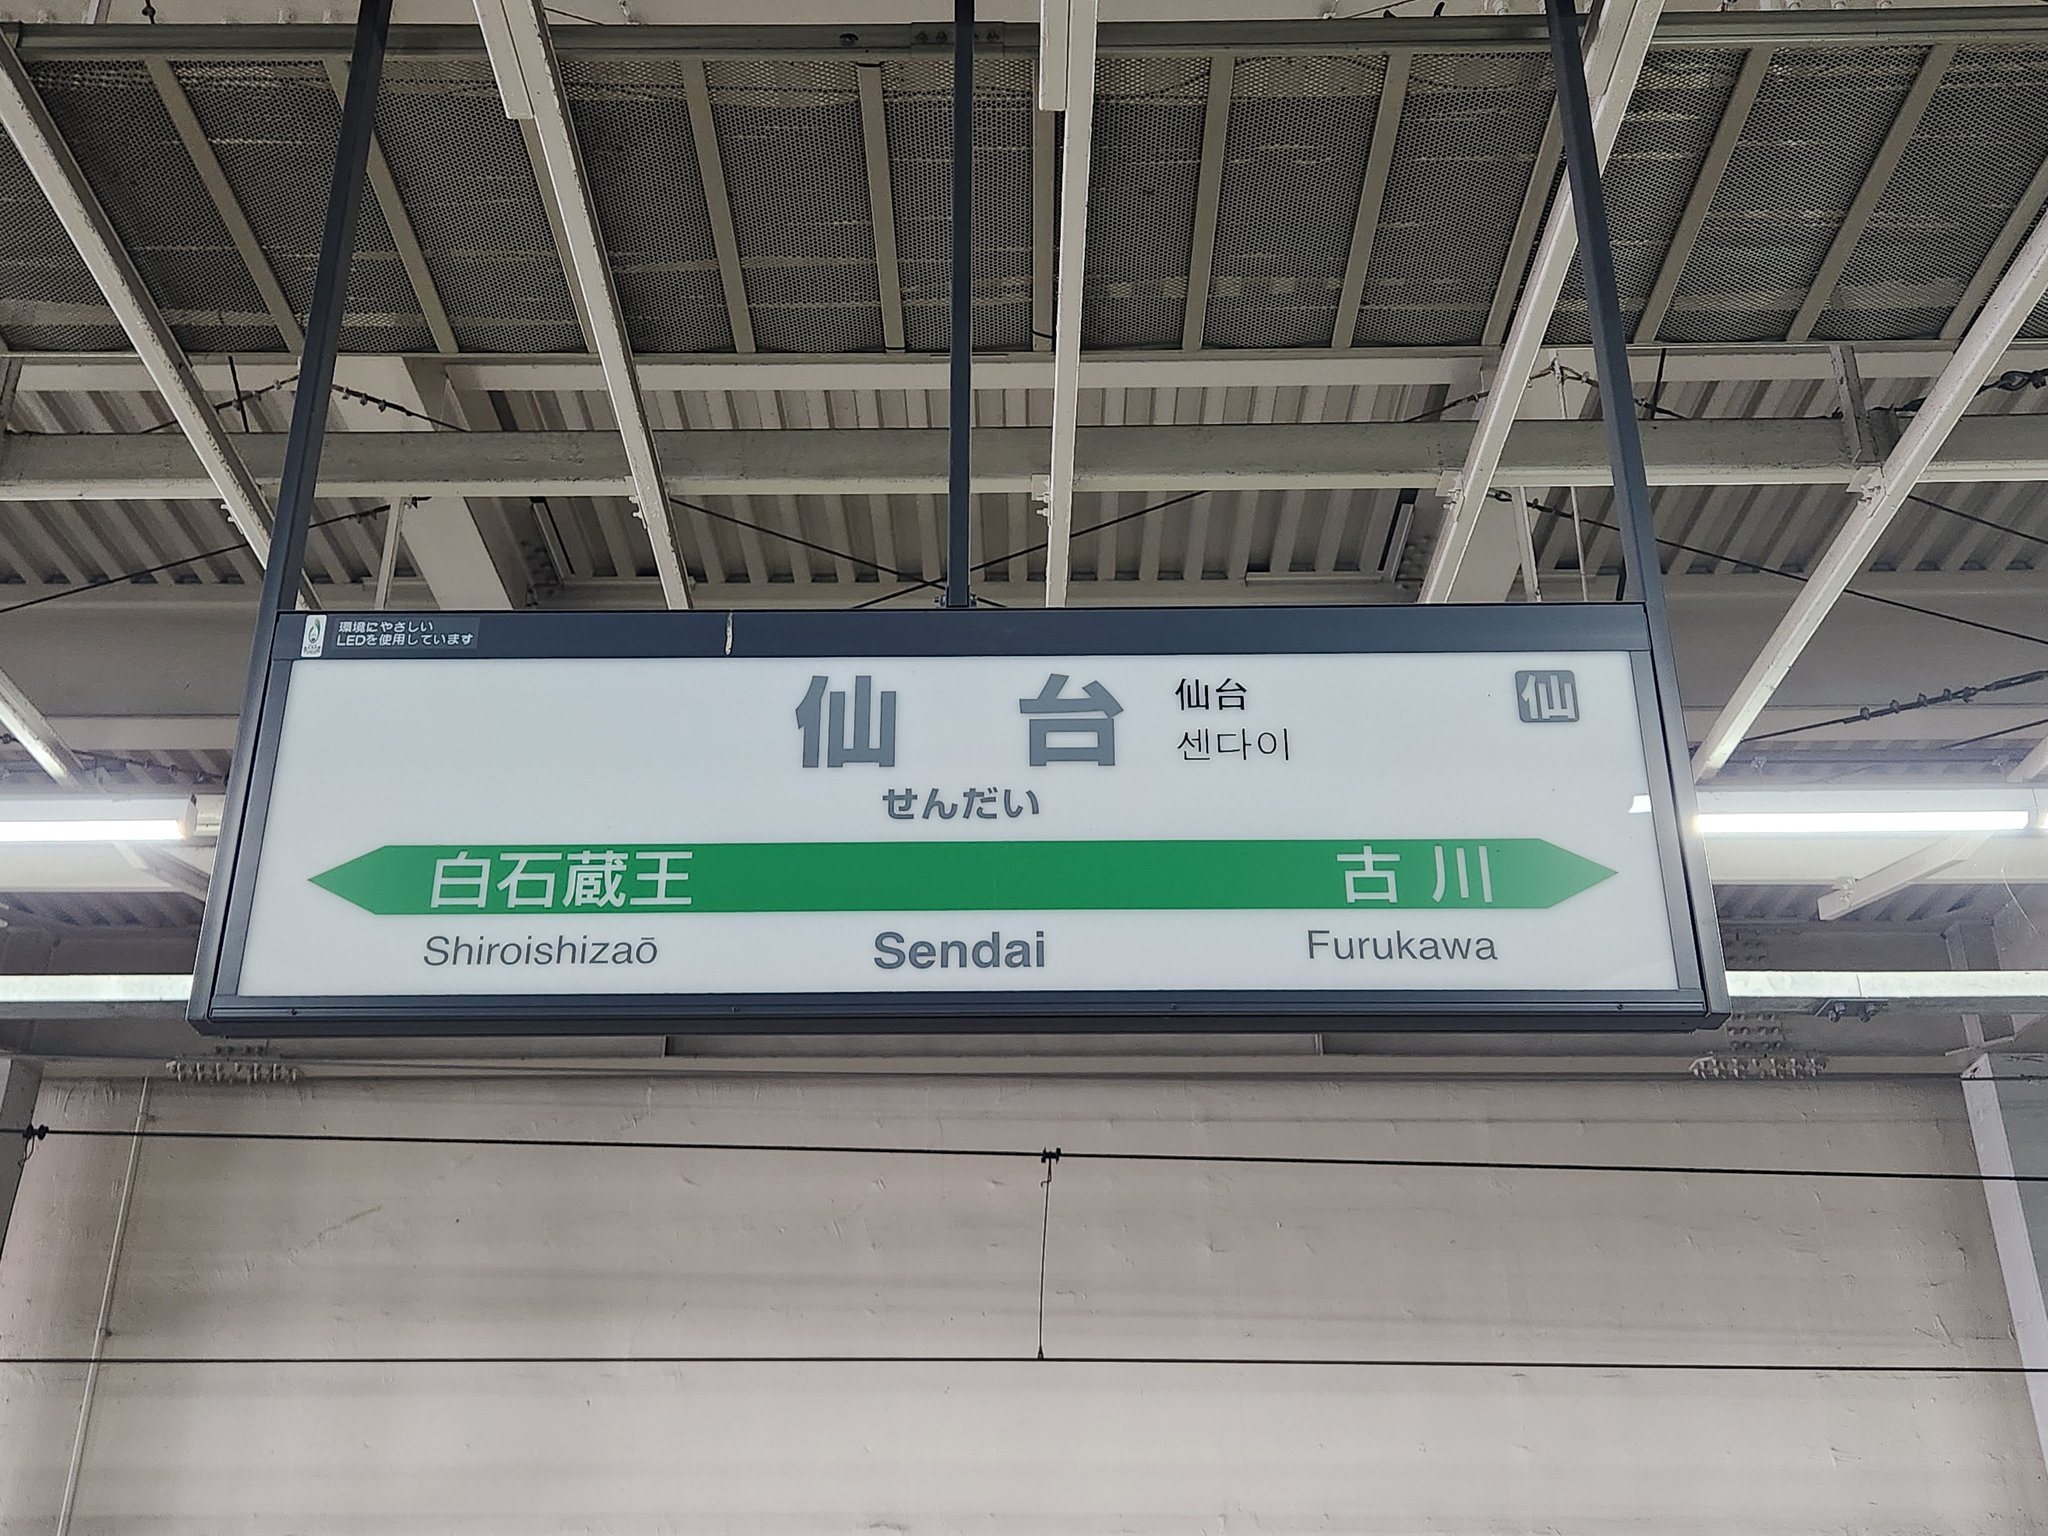 環境にやさしい
LEDを使用しています
仙台
仙台
센다이
仙
せんだい
白石蔵王
古川
Shiroishizaō
Sendai
Furukawa